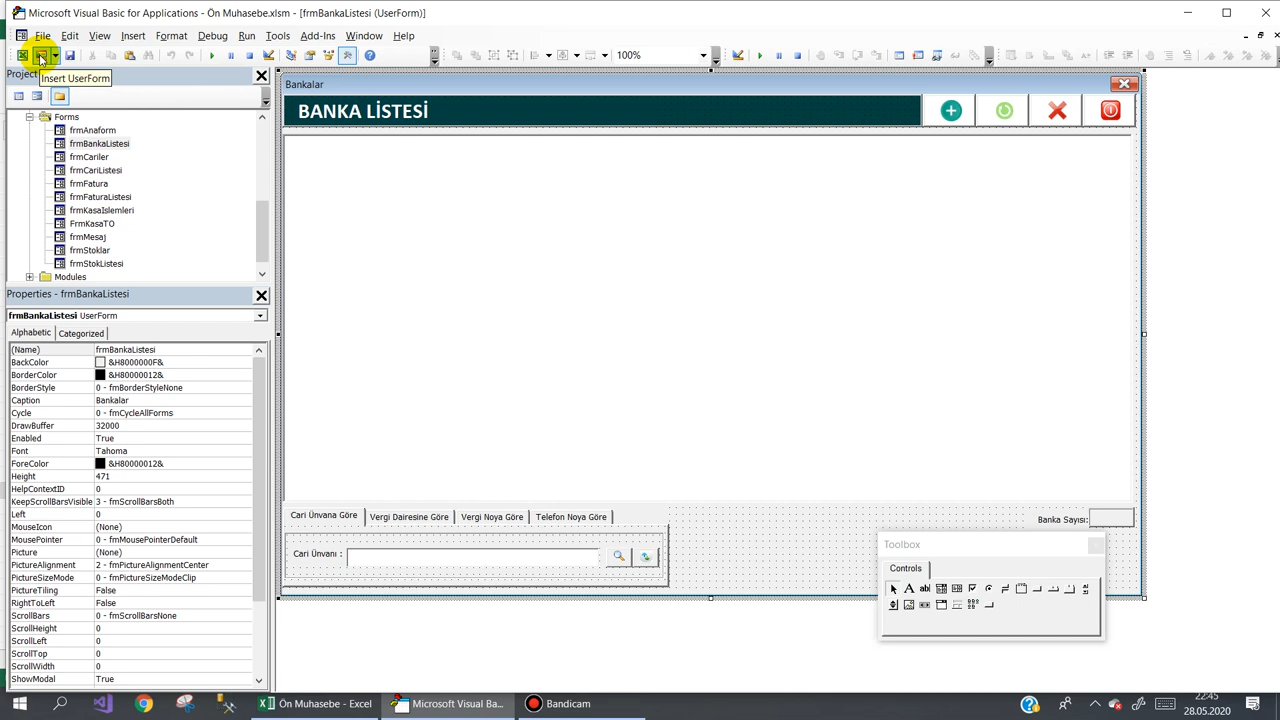 Microsoft Visual Basic for Applications - Ön Muhasebe.xlsm - [frmBankaListesi (UserForm)]
File Edit View Insert Format Debug Run Tools Add-Ins Window Help
100%
Project
Insert UserForm
Forms
frmAnaform
frmBankaListesi
frmCariler
frmCariListesi
frmFatura
frmFaturaListesi
frmKasaIslemleri
FrmKasaTO
frmMesaj
frmStoklar
frmStokListesi
Modules
Properties - frmBankaListesi
frmBankaListesi UserForm
Alphabetic Categorized
(Name) frmBankaListesi
BackColor &H8000000F&
BorderColor &H80000012&
BorderStyle 0 - fmBorderStyleNone
Caption Bankalar
Cycle 0 - fmCycleAllForms
DrawBuffer 32000
Enabled True
Font Tahoma
ForeColor &H80000012&
Height 471
HelpContextID 0
KeepScrollBarsVisible 3 - fmScrollBarsBoth
Left 0
MouseIcon (None)
MousePointer 0 - fmMousePointerDefault
Picture (None)
PictureAlignment 2 - fmPictureAlignmentCenter
PictureSizeMode 0 - fmPictureSizeModeClip
PictureTiling False
RightToLeft False
ScrollBars 0 - fmScrollBarsNone
ScrollHeight 0
ScrollLeft 0
ScrollTop 0
ScrollWidth 0
ShowModal True
Bankalar
BANKA LİSTESİ
Cari Ünvana Göre Vergi Dairesine Göre Vergi Noya Göre Telefon Noya Göre
Cari Ünvanı :
Banka Sayısı:
Toolbox
Controls
Ön Muhasebe - Excel
Microsoft Visual Ba...
Bandicam
22:45
28.05.2020